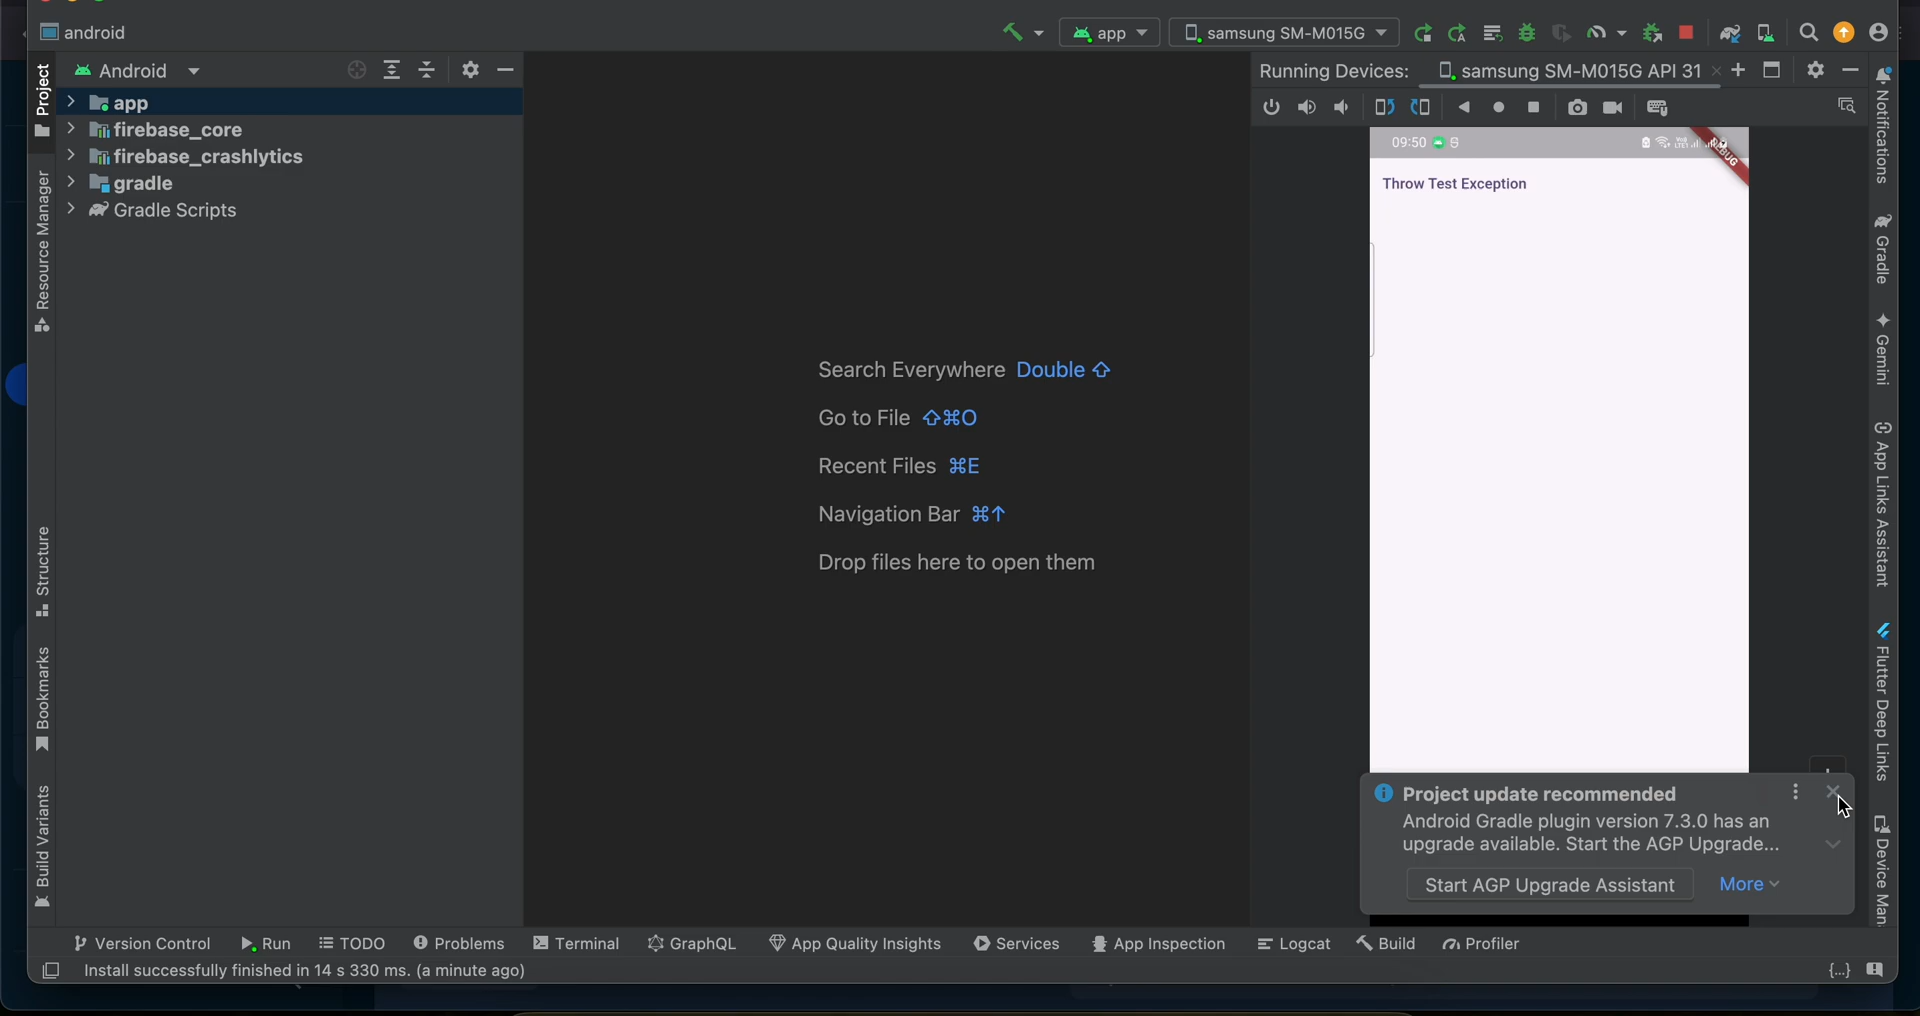 android
app
samsung SM-M015G
Android
Running Devices:
samsung SM-M015G API 31
Project
Resource Manager
Structure
Bookmarks
Build Variants
app
firebase_core
firebase_crashlytics
gradle
Gradle Scripts
Search Everywhere Double ⇧
Go to File ⇧⌘O
Recent Files ⌘E
Navigation Bar ⌘↑
Drop files here to open them
09:50
DEBUG
Throw Test Exception
Project update recommended
Android Gradle plugin version 7.3.0 has an
upgrade available. Start the AGP Upgrade...
Start AGP Upgrade Assistant
More
Notifications
Gradle
Gemini
App Links Assistant
Flutter Deep Links
Device Man
Version Control
Run
TODO
Problems
Terminal
GraphQL
App Quality Insights
Services
App Inspection
Logcat
Build
Profiler
Install successfully finished in 14 s 330 ms. (a minute ago)
{...}